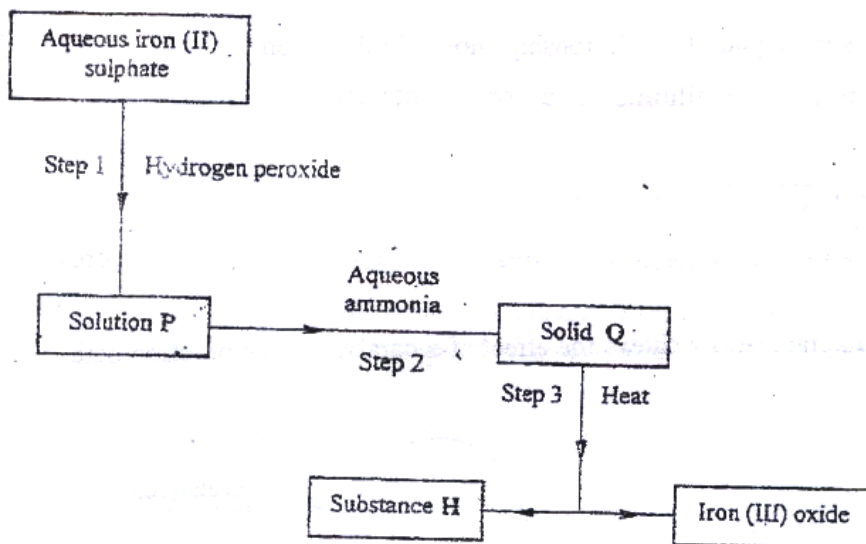 Aqueous iron (II)
sulphate
Step 1 Hydrogen peroxide
Aqueous
ammonia
Solution P
Solid Q
Step 2
Step 3 Heat
Substance H
Iron (III) oxide